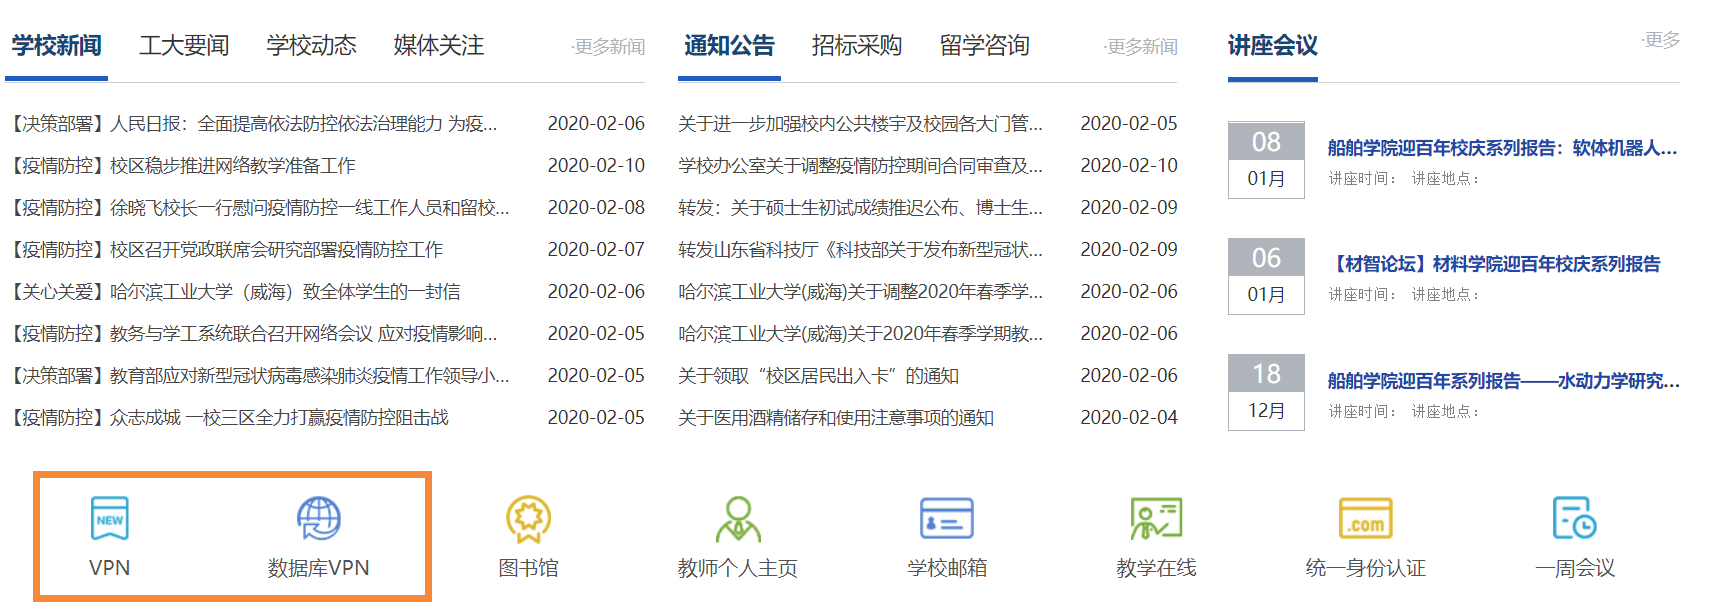 学校新闻 工大要闻 学校动态 媒体关注 ·更多新闻
【决策部署】人民日报：全面提高依法防控依法治理能力 为疫... 2020-02-06
【疫情防控】校区稳步推进网络教学准备工作 2020-02-10
【疫情防控】徐晓飞校长一行慰问疫情防控一线工作人员和留校... 2020-02-08
【疫情防控】校区召开党政联席会研究部署疫情防控工作 2020-02-07
【关心关爱】哈尔滨工业大学（威海）致全体学生的一封信 2020-02-06
【疫情防控】教务与学工系统联合召开网络会议 应对疫情影响... 2020-02-05
【决策部署】教育部应对新型冠状病毒感染肺炎疫情工作领导小... 2020-02-05
【疫情防控】众志成城 一校三区全力打赢疫情防控阻击战 2020-02-05
通知公告 招标采购 留学咨询 ·更多新闻
关于进一步加强校内公共楼宇及校园各大门管... 2020-02-05
学校办公室关于调整疫情防控期间合同审查及... 2020-02-10
转发：关于硕士生初试成绩推迟公布、博士生... 2020-02-09
转发山东省科技厅《科技部关于发布新型冠状... 2020-02-09
哈尔滨工业大学(威海)关于调整2020年春季学... 2020-02-06
哈尔滨工业大学(威海)关于2020年春季学期教... 2020-02-06
关于领取“校区居民出入卡”的通知 2020-02-06
关于医用酒精储存和使用注意事项的通知 2020-02-04
讲座会议 ·更多
08
01月
船舶学院迎百年校庆系列报告：软体机器人...
讲座时间： 讲座地点：
06
01月
【材智论坛】材料学院迎百年校庆系列报告
讲座时间： 讲座地点：
18
12月
船舶学院迎百年系列报告——水动力学研究...
讲座时间： 讲座地点：
NEW
.com
VPN 数据库VPN 图书馆 教师个人主页 学校邮箱 教学在线 统一身份认证 一周会议